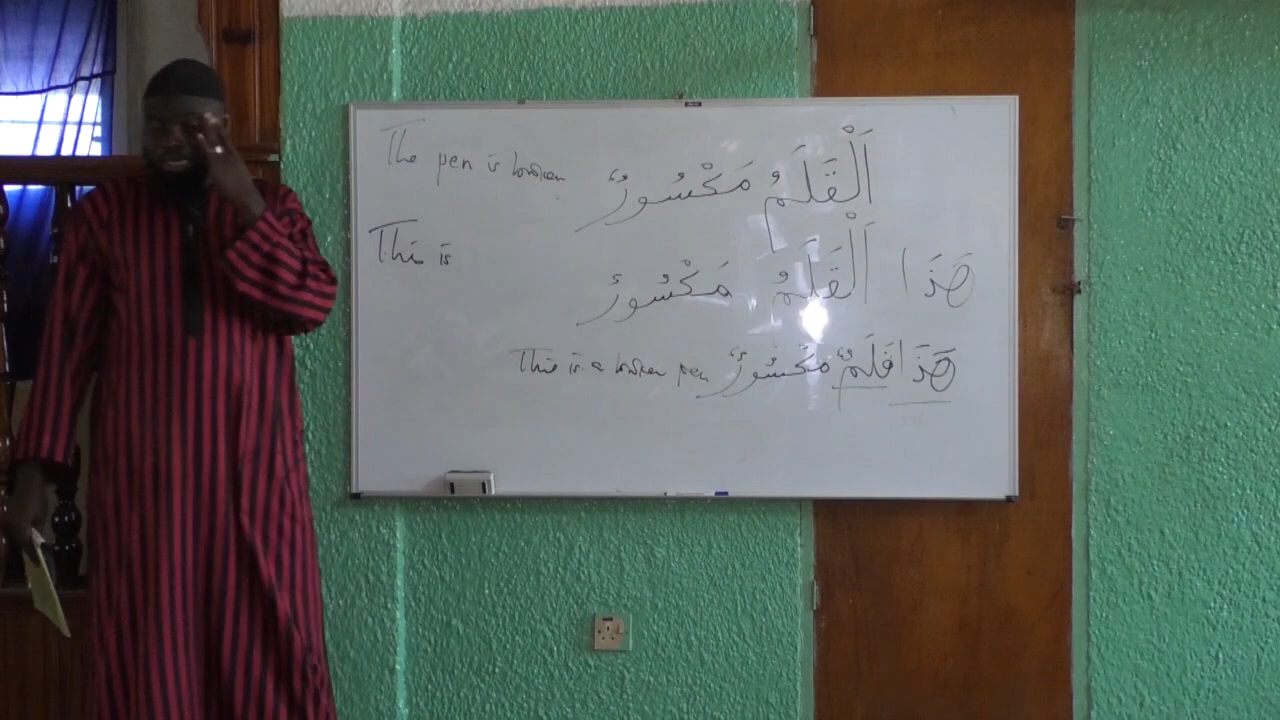 The pen is broken اَلْقَلَمُ مَكْسُورٌ
This is هَذَا اَلْقَلَمُ مَكْسُورٌ
This is a broken pen هَذَا قَلَمٌ مَكْسُورٌ